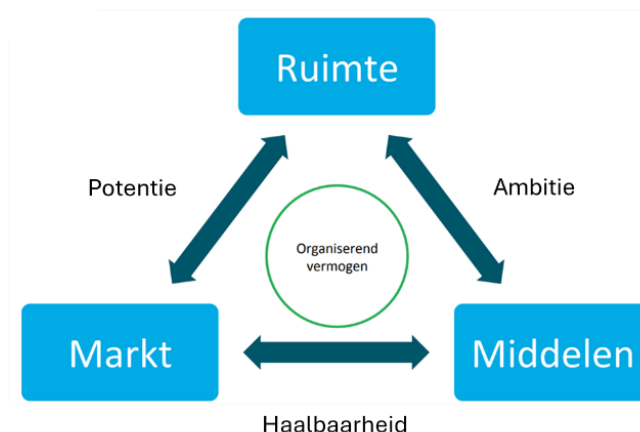 Ruimte
Potentie
Ambitie
Organiserend
vermogen
Markt
Middelen
Haalbaarheid